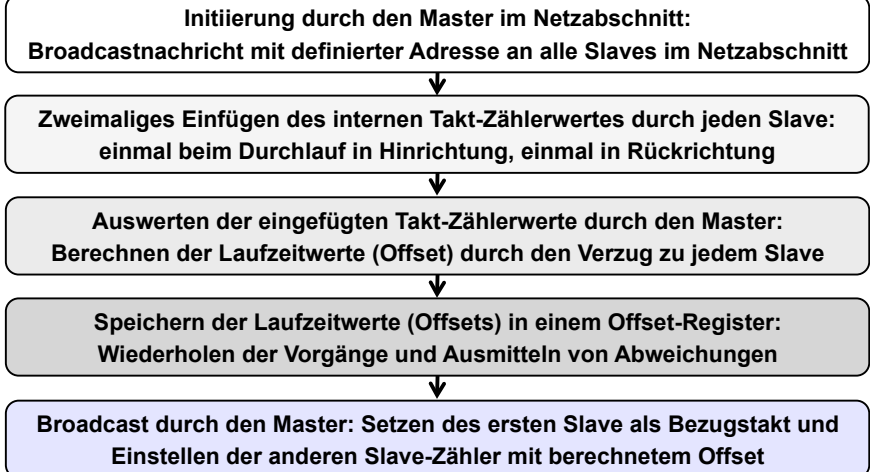 Initiierung durch den Master im Netzabschnitt:
Broadcastnachricht mit definierter Adresse an alle Slaves im Netzabschnitt
Zweimaliges Einfügen des internen Takt-Zählerwertes durch jeden Slave:
einmal beim Durchlauf in Hinrichtung, einmal in Rückrichtung
Auswerten der eingefügten Takt-Zählerwerte durch den Master:
Berechnen der Laufzeitwerte (Offset) durch den Verzug zu jedem Slave
Speichern der Laufzeitwerte (Offsets) in einem Offset-Register:
Wiederholen der Vorgänge und Ausmitteln von Abweichungen
Broadcast durch den Master: Setzen des ersten Slave als Bezugstakt und
Einstellen der anderen Slave-Zähler mit berechnetem Offset